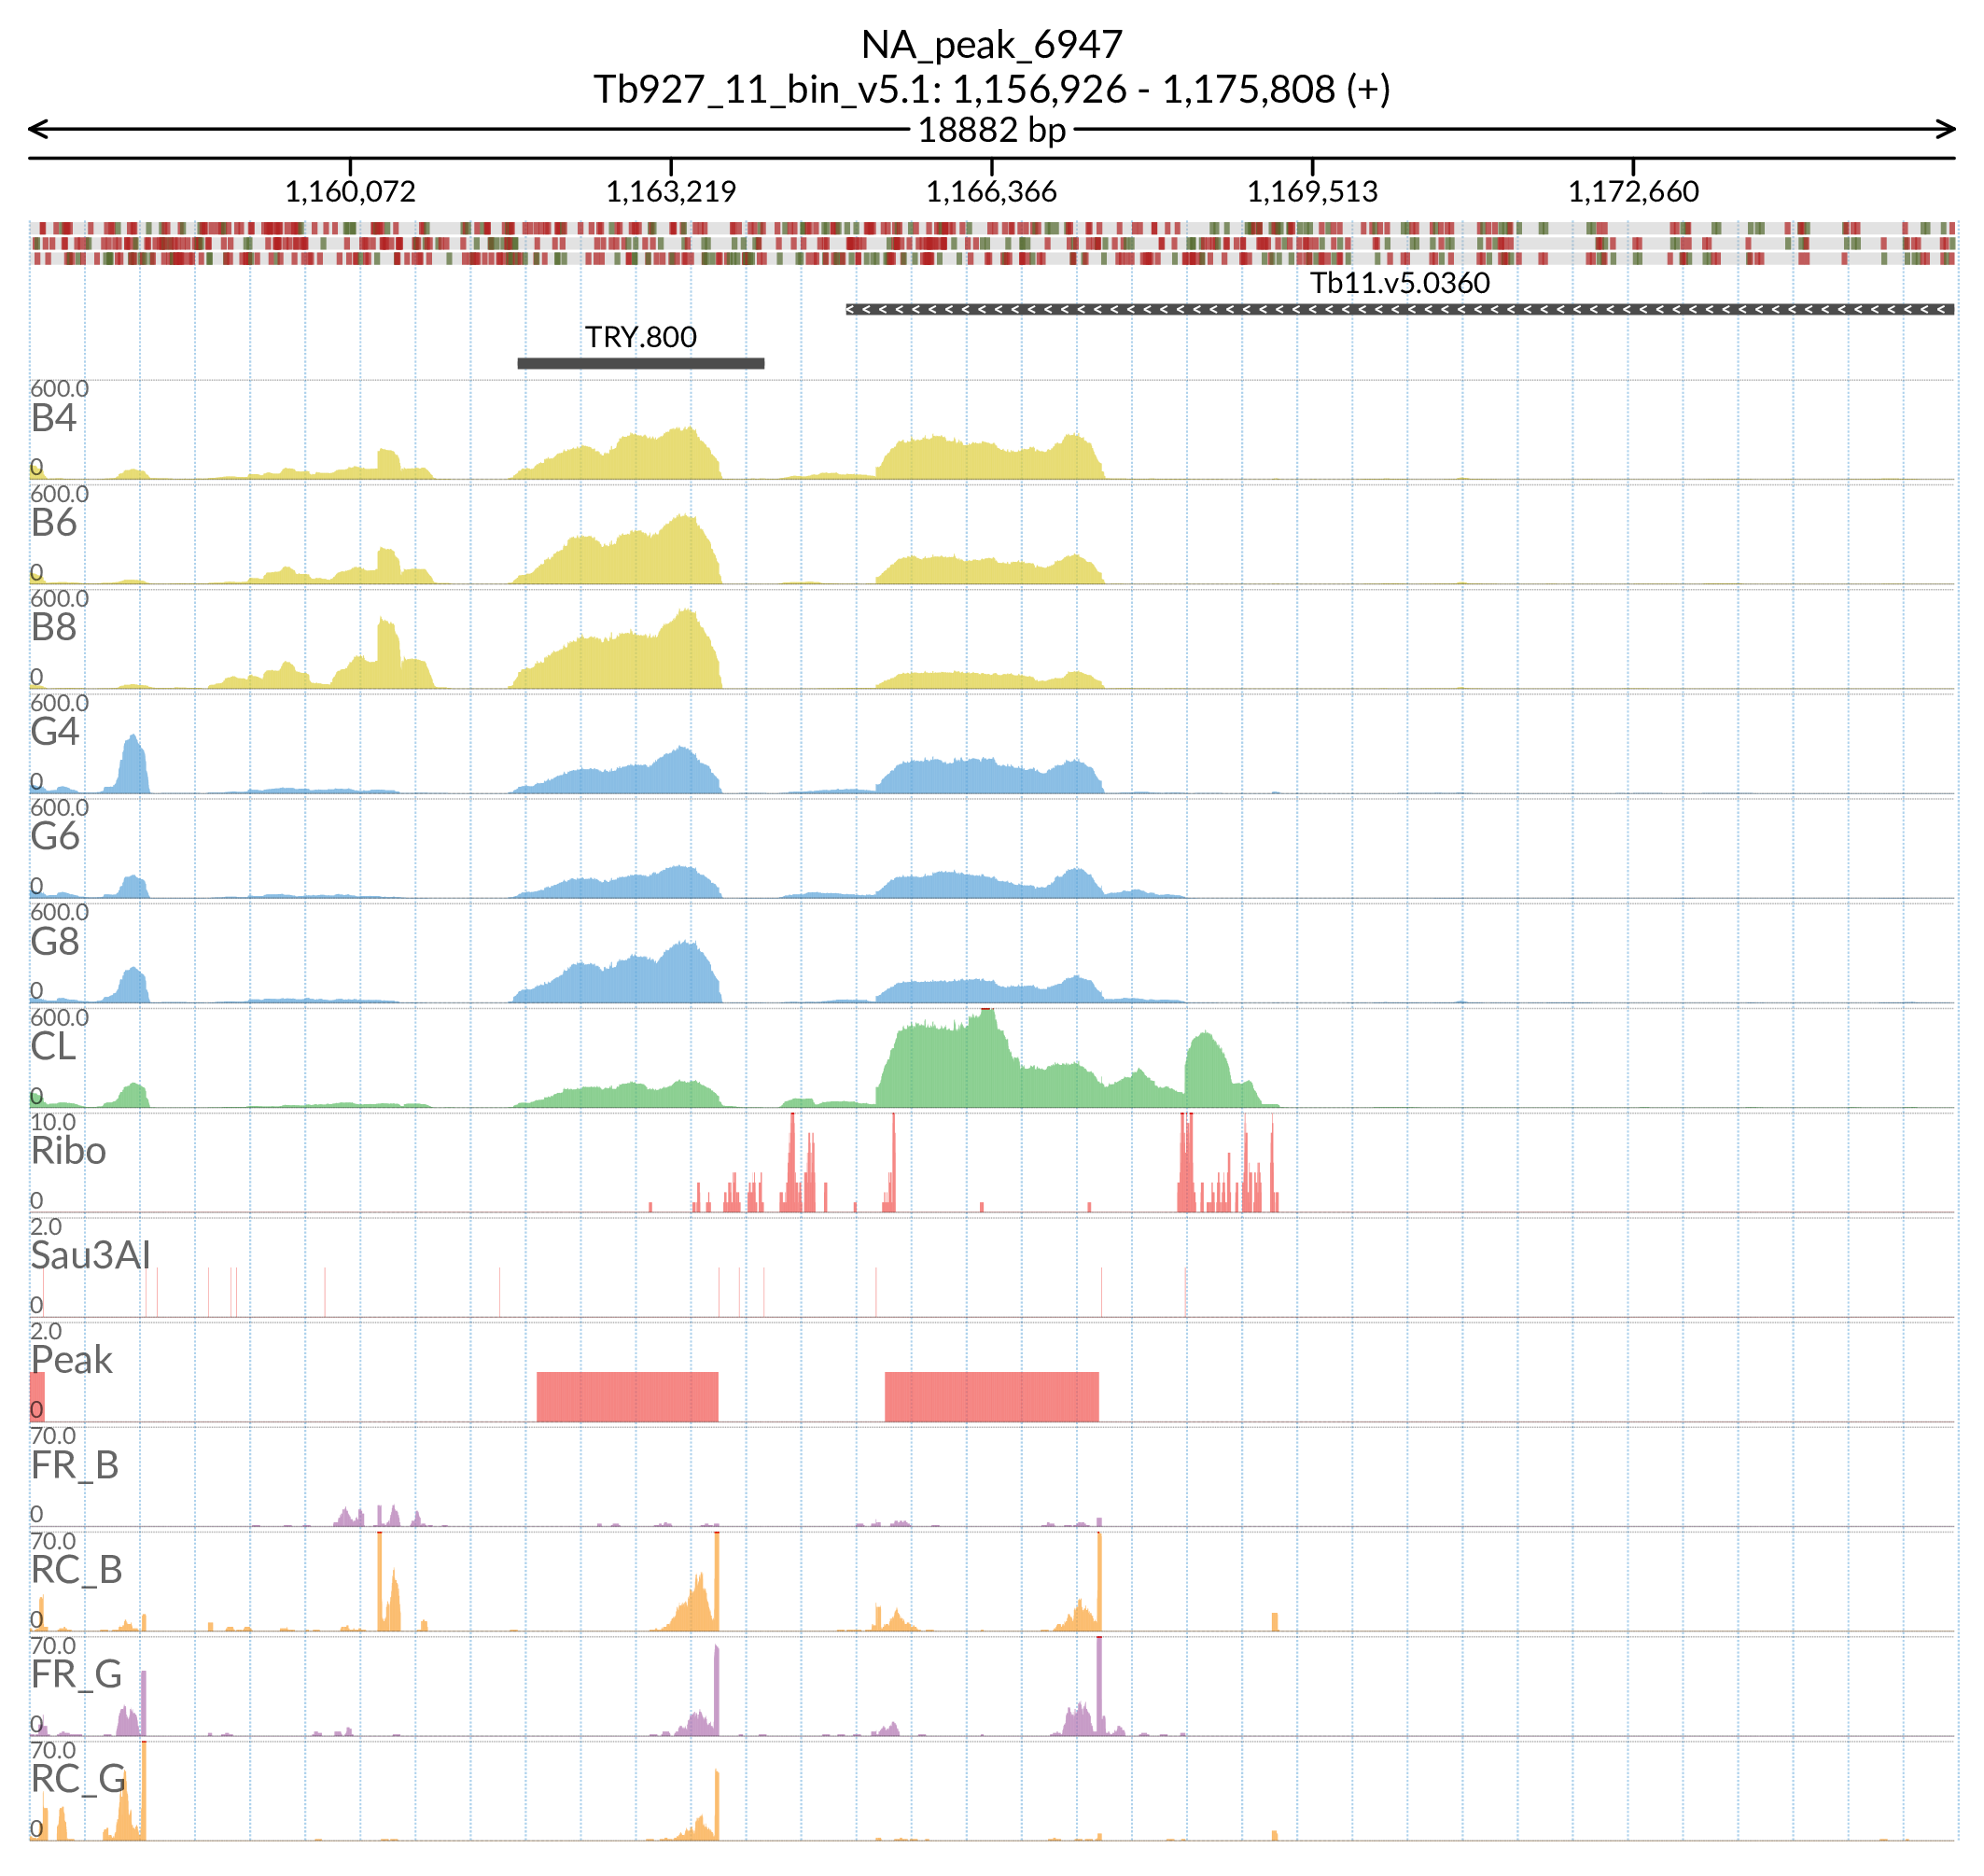 NA_peak_6947
Tb927_11_bin_v5.1: 1,156,926 - 1,175,808 (+)
18882 bp
1,160,072 1,163,219 1,166,366 1,169,513 1,172,660
Tb11.v5.0360
TRY.800
600.0
B4
0
600.0
B6
0
600.0
B8
0
600.0
G4
0
600.0
G6
0
600.0
G8
0
600.0
CL
0
10.0
Ribo
0
2.0
Sau3AI
0
2.0
Peak
0
70.0
FR_B
0
70.0
RC_B
0
70.0
FR_G
0
70.0
RC_G
0